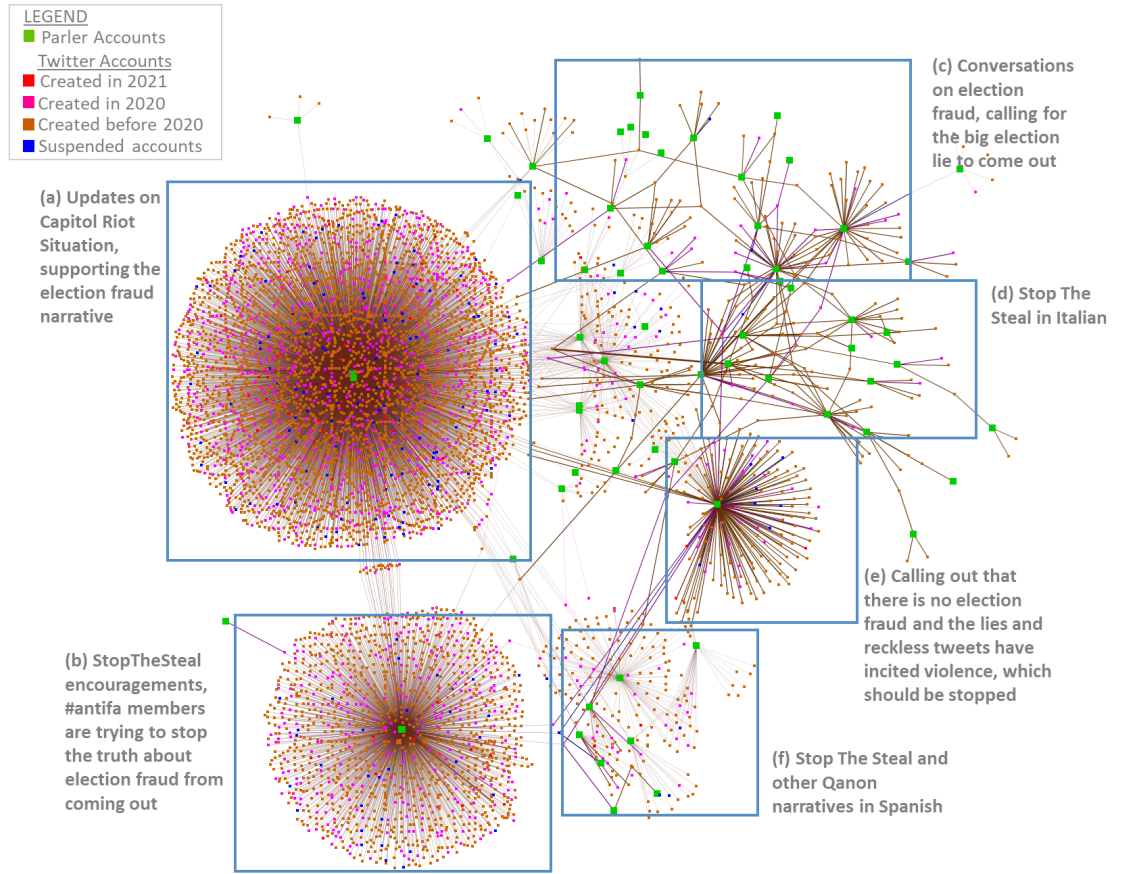 LEGEND
Parler Accounts
Twitter Accounts
Created in 2021
Created in 2020
Created before 2020
Suspended accounts
(a) Updates on
Capitol Riot
Situation,
supporting the
election fraud
narrative
(b) StopTheSteal
encouragements,
#antifa members
are trying to stop
the truth about
election fraud from
coming out
(c) Conversations
on election
fraud, calling for
the big election
lie to come out
(d) Stop The
Steal in Italian
(e) Calling out that
there is no election
fraud and the lies and
reckless tweets have
incited violence, which
should be stopped
(f) Stop The Steal and
other Qanon
narratives in Spanish